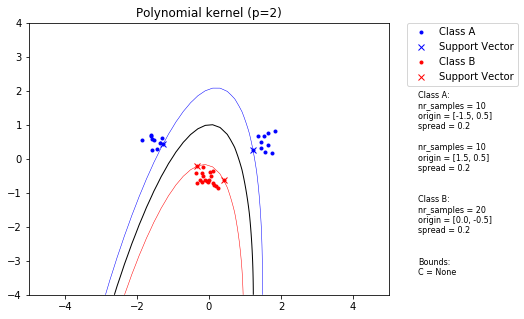 Polynomial kernel (p=2)
4
3
2
1
0
−1
−2
−3
−4
−4
−2
0
2
4
Class A
Support Vector
Class B
Support Vector
Class A:
nr_samples = 10
origin = [-1.5, 0.5]
spread = 0.2
nr_samples = 10
origin = [1.5, 0.5]
spread = 0.2
Class B:
nr_samples = 20
origin = [0.0, -0.5]
spread = 0.2
Bounds:
C = None